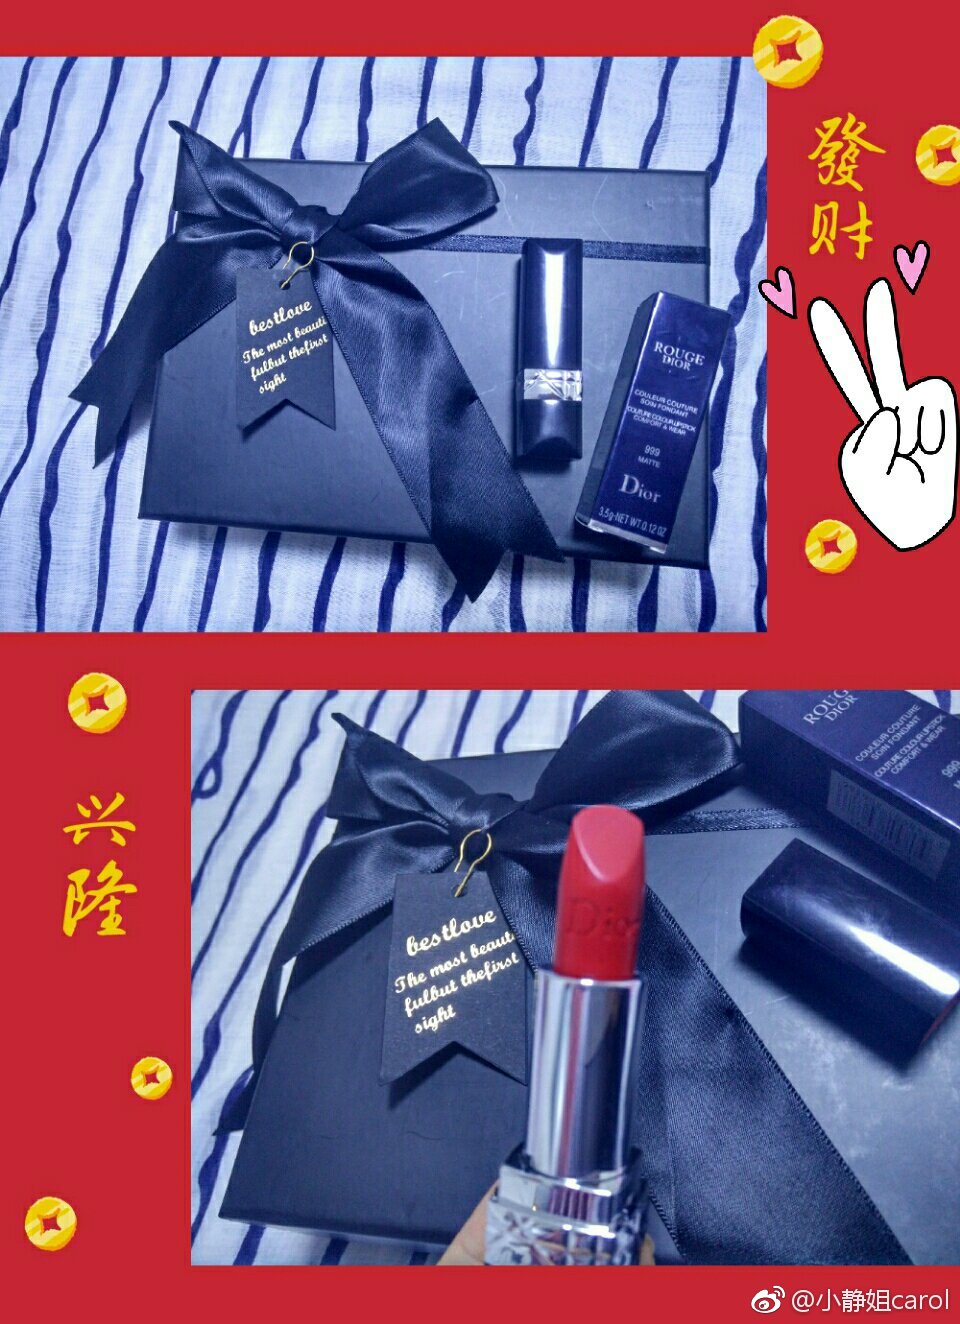 發
财
bestlove
The most beauti
fulbut thefirst
sight
ROUGE
DIOR
COULEUR COUTURE
SOIN FONDANT
COUTURE COLOUR LIPSTICK
COMFORT & WEAR
999
MATTE
Dior
3,5g-NET WT.0.12 OZ
兴
隆
bestlove
The most beauti
fulbut thefirst
sight
Dior
ROUGE
DIOR
COULEUR COUTURE
SOIN FONDANT
COUTURE COLOUR LIPSTICK
COMFORT & WEAR
999
@小静姐carol